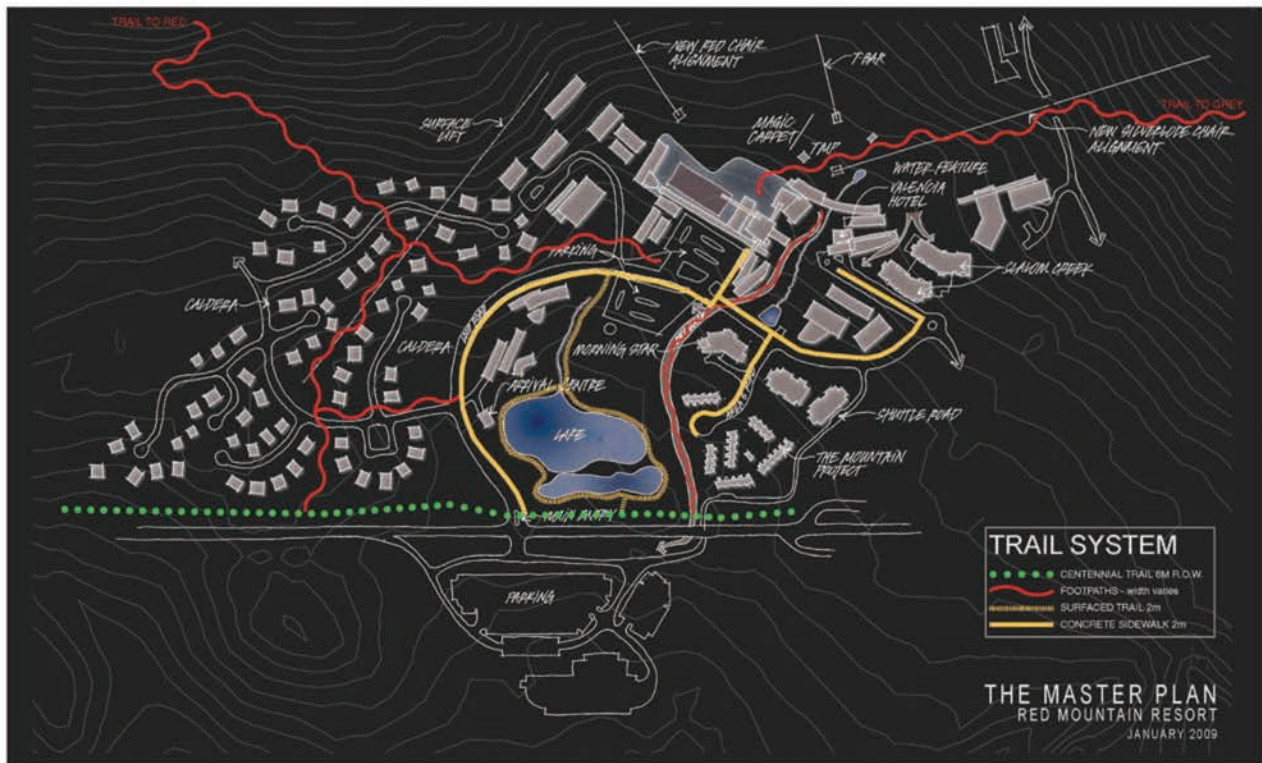 TRAIL TO RED
NEW RED CHAIR
ALIGNMENT
T-BAR
SURFACE
LIFT
MAGIC
CARPET
TRAIL TO GREY
NEW SILVERLODE CHAIR
ALIGNMENT
WATER FEATURE
VALENCIA
HOTEL
PARKING
SLALOM CREEK
CALDERA
CALDERA
MORNING STAR
ARRIVAL CENTRE
SHUTTLE ROAD
LAKE
THE MOUNTAIN
PROJECT
MAIN ENTRY
PARKING
TRAIL SYSTEM
CENTENNIAL TRAIL 6M R.O.W.
FOOTPATHS - width varies
SURFACED TRAIL 2m
CONCRETE SIDEWALK 2m
THE MASTER PLAN
RED MOUNTAIN RESORT
JANUARY 2009